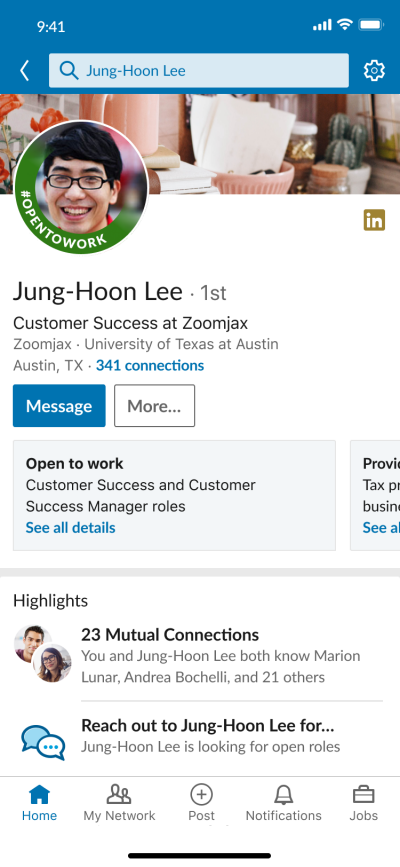 9:41
Jung-Hoon Lee
#OPENTOWORK
in
Jung-Hoon Lee · 1st
Customer Success at Zoomjax
Zoomjax · University of Texas at Austin
Austin, TX · 341 connections
Message
More...
Open to work
Customer Success and Customer
Success Manager roles
See all details
Tax
See
Highlights
23 Mutual Connections
You and Jung-Hoon Lee both know Marion
Lunar, Andrea Bochelli, and 21 others
Reach out to Jung-Hoon Lee for...
Jung-Hoon Lee is looking for open roles
Home
My Network
Post
Notifications
Jobs